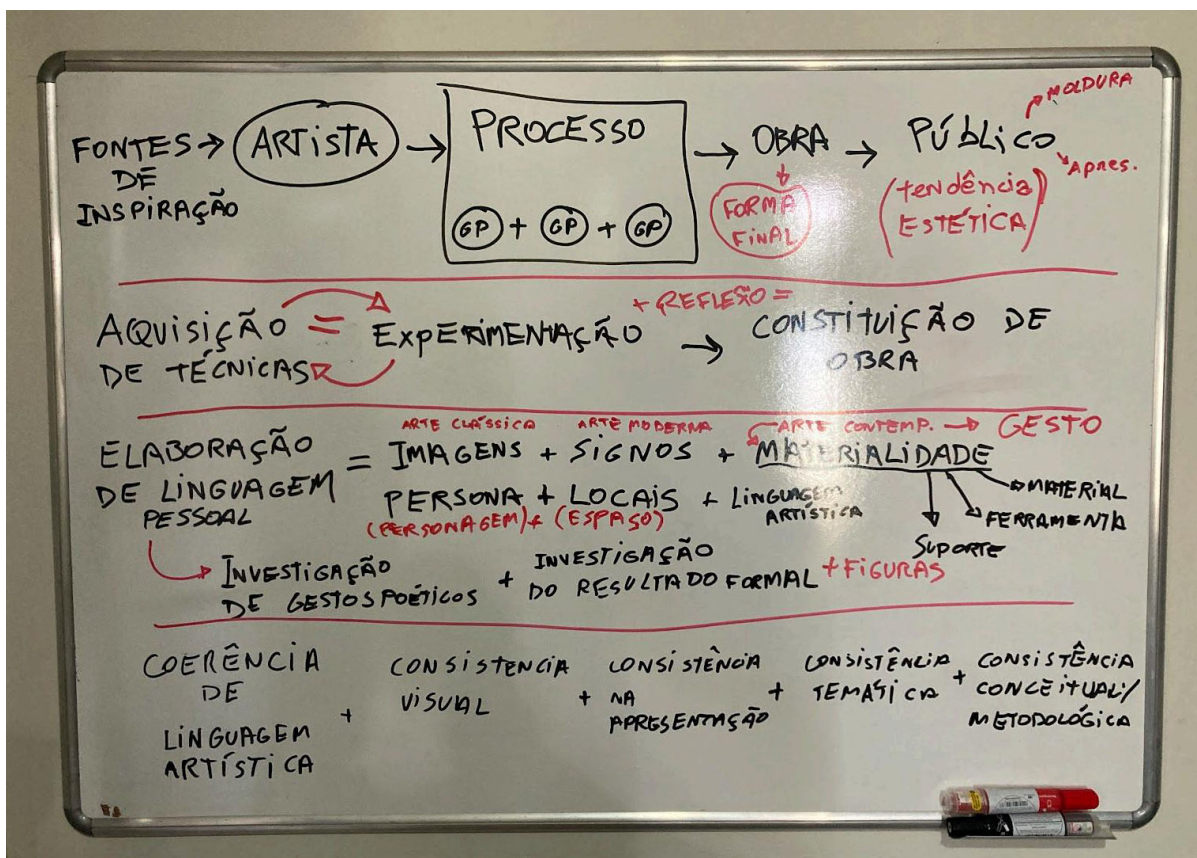 FONTES → ARTISTA → PROCESSO → OBRA → PÚBLICO
MOLDURA
APRES.
DE
INSPIRAÇÃO
GP + GP + GP
FORMA
FINAL
(tendência
ESTÉTICA)
AQUISIÇÃO = EXPERIMENTAÇÃO + REFLEXÃO = → CONSTITUIÇÃO DE
DE TÉCNICAS
OBRA
ARTE CLÁSSICA ARTE MODERNA ARTE CONTEMP. → GESTO
ELABORAÇÃO = IMAGENS + SIGNOS + MATERIALIDADE
DE LINGUAGEM
PESSOAL
PERSONA + LOCAIS + LINGUAGEM
ARTÍSTICA
(PERSONAGEM) + (ESPAÇO)
MATERIAL
FERRAMENTA
SUPORTE
INVESTIGAÇÃO + INVESTIGAÇÃO
DE GESTOS POÉTICOS DO RESULTADO FORMAL + FIGURAS
COERÊNCIA
DE
LINGUAGEM
ARTÍSTICA
+
CONSISTENCIA
VISUAL
+
CONSISTÊNCIA
NA
APRESENTAÇÃO
+
CONSISTÊNCIA
TEMÁTICA
+
CONSISTÊNCIA
CONCEITUAL/
METODOLÓGICA